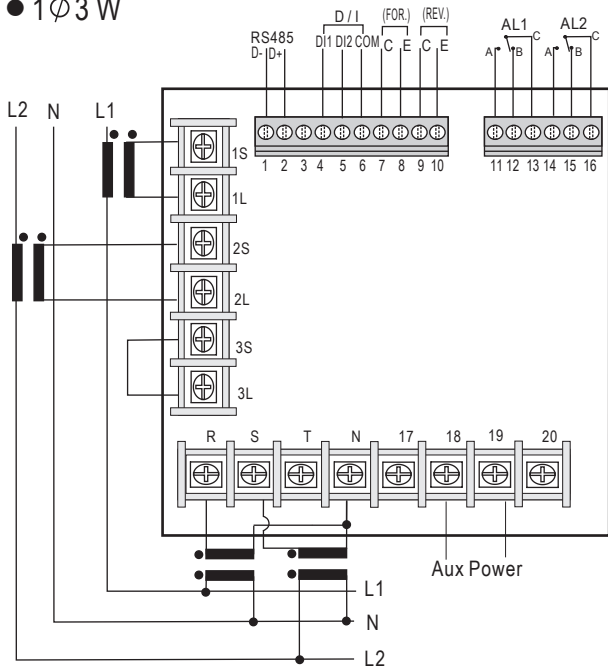 ● 1∅3 W
D / I (FOR.) (REV.) AL1 AL2
RS485
D- D+ DI1 DI2 COM C E C E A B C A B C
L2 N L1
1 2 3 4 5 6 7 8 9 10 11 12 13 14 15 16
1S
1L
2S
2L
3S
3L
R S T N 17 18 19 20
Aux Power
L1
N
L2